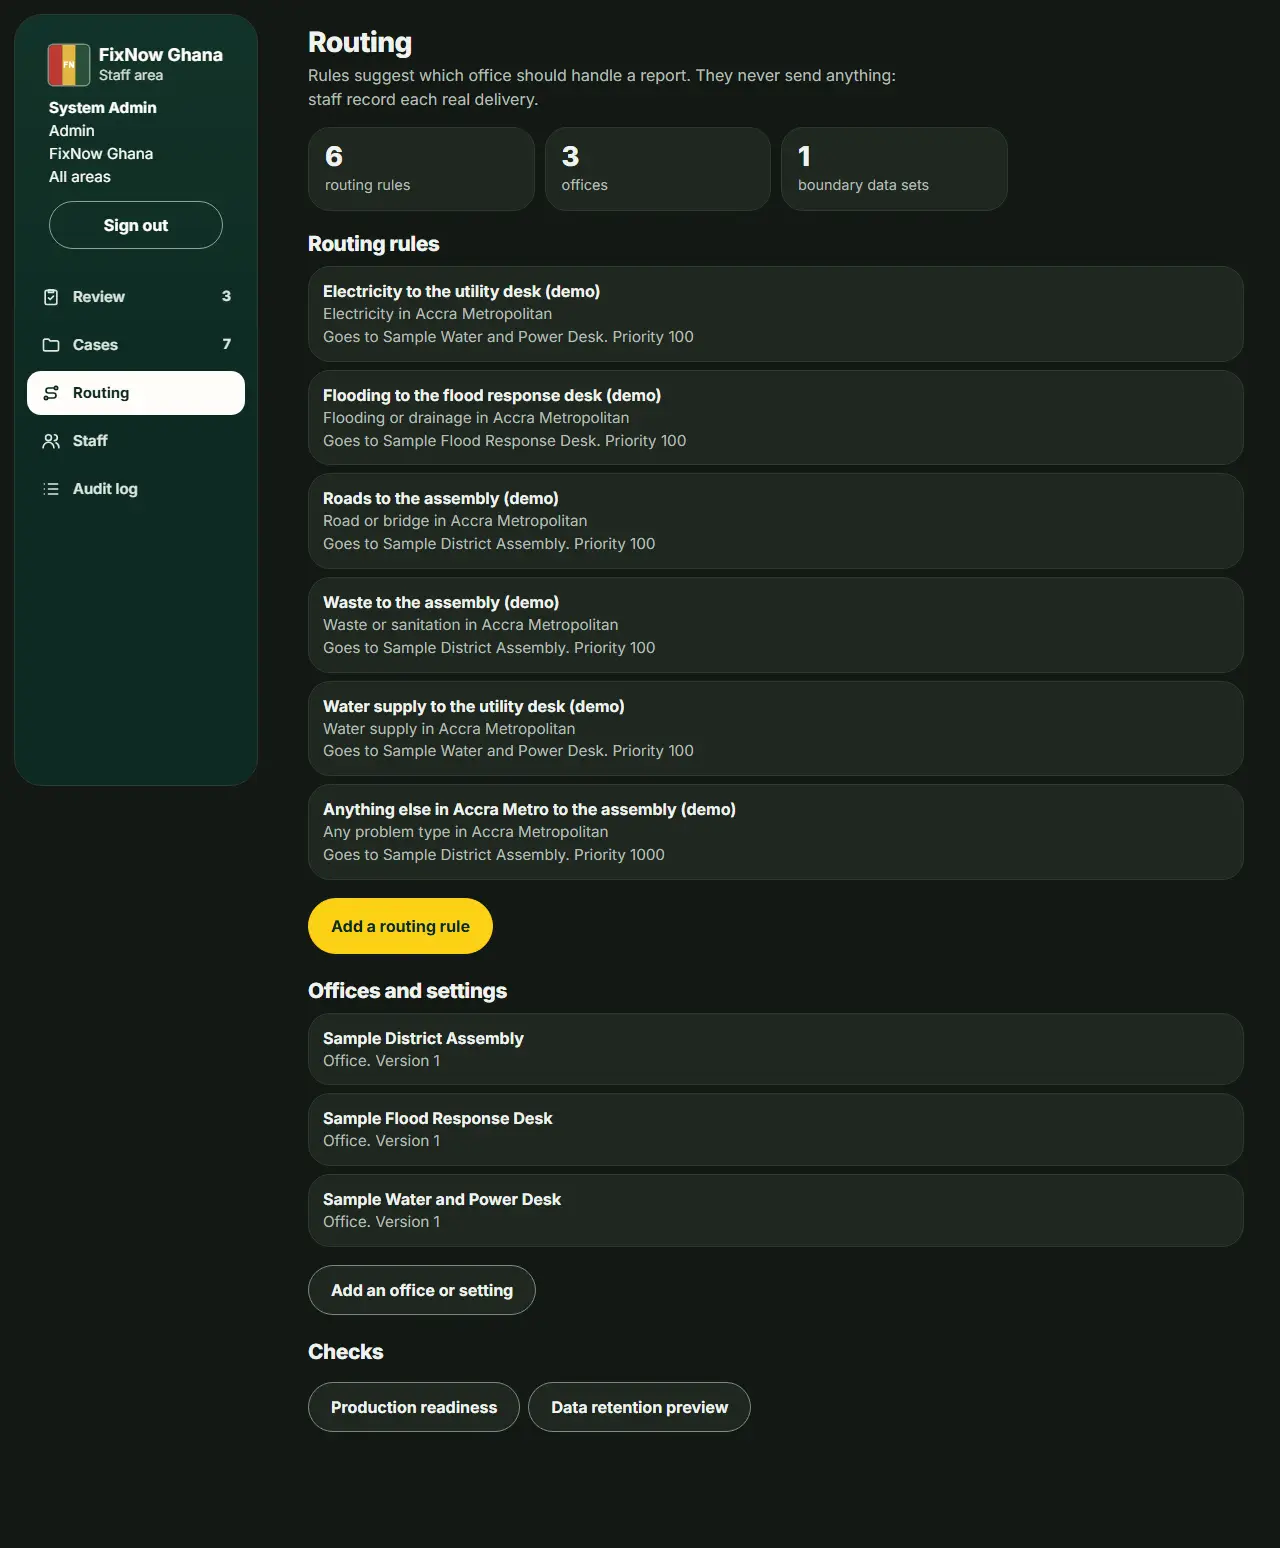 FN
FixNow Ghana
Staff area
System Admin
Admin
FixNow Ghana
All areas
Sign out
Review 3
Cases 7
Routing
Staff
Audit log
Routing
Rules suggest which office should handle a report. They never send anything:
staff record each real delivery.
6
routing rules
3
offices
1
boundary data sets
Routing rules
Electricity to the utility desk (demo)
Electricity in Accra Metropolitan
Goes to Sample Water and Power Desk. Priority 100
Flooding to the flood response desk (demo)
Flooding or drainage in Accra Metropolitan
Goes to Sample Flood Response Desk. Priority 100
Roads to the assembly (demo)
Road or bridge in Accra Metropolitan
Goes to Sample District Assembly. Priority 100
Waste to the assembly (demo)
Waste or sanitation in Accra Metropolitan
Goes to Sample District Assembly. Priority 100
Water supply to the utility desk (demo)
Water supply in Accra Metropolitan
Goes to Sample Water and Power Desk. Priority 100
Anything else in Accra Metro to the assembly (demo)
Any problem type in Accra Metropolitan
Goes to Sample District Assembly. Priority 1000
Add a routing rule
Offices and settings
Sample District Assembly
Office. Version 1
Sample Flood Response Desk
Office. Version 1
Sample Water and Power Desk
Office. Version 1
Add an office or setting
Checks
Production readiness
Data retention preview